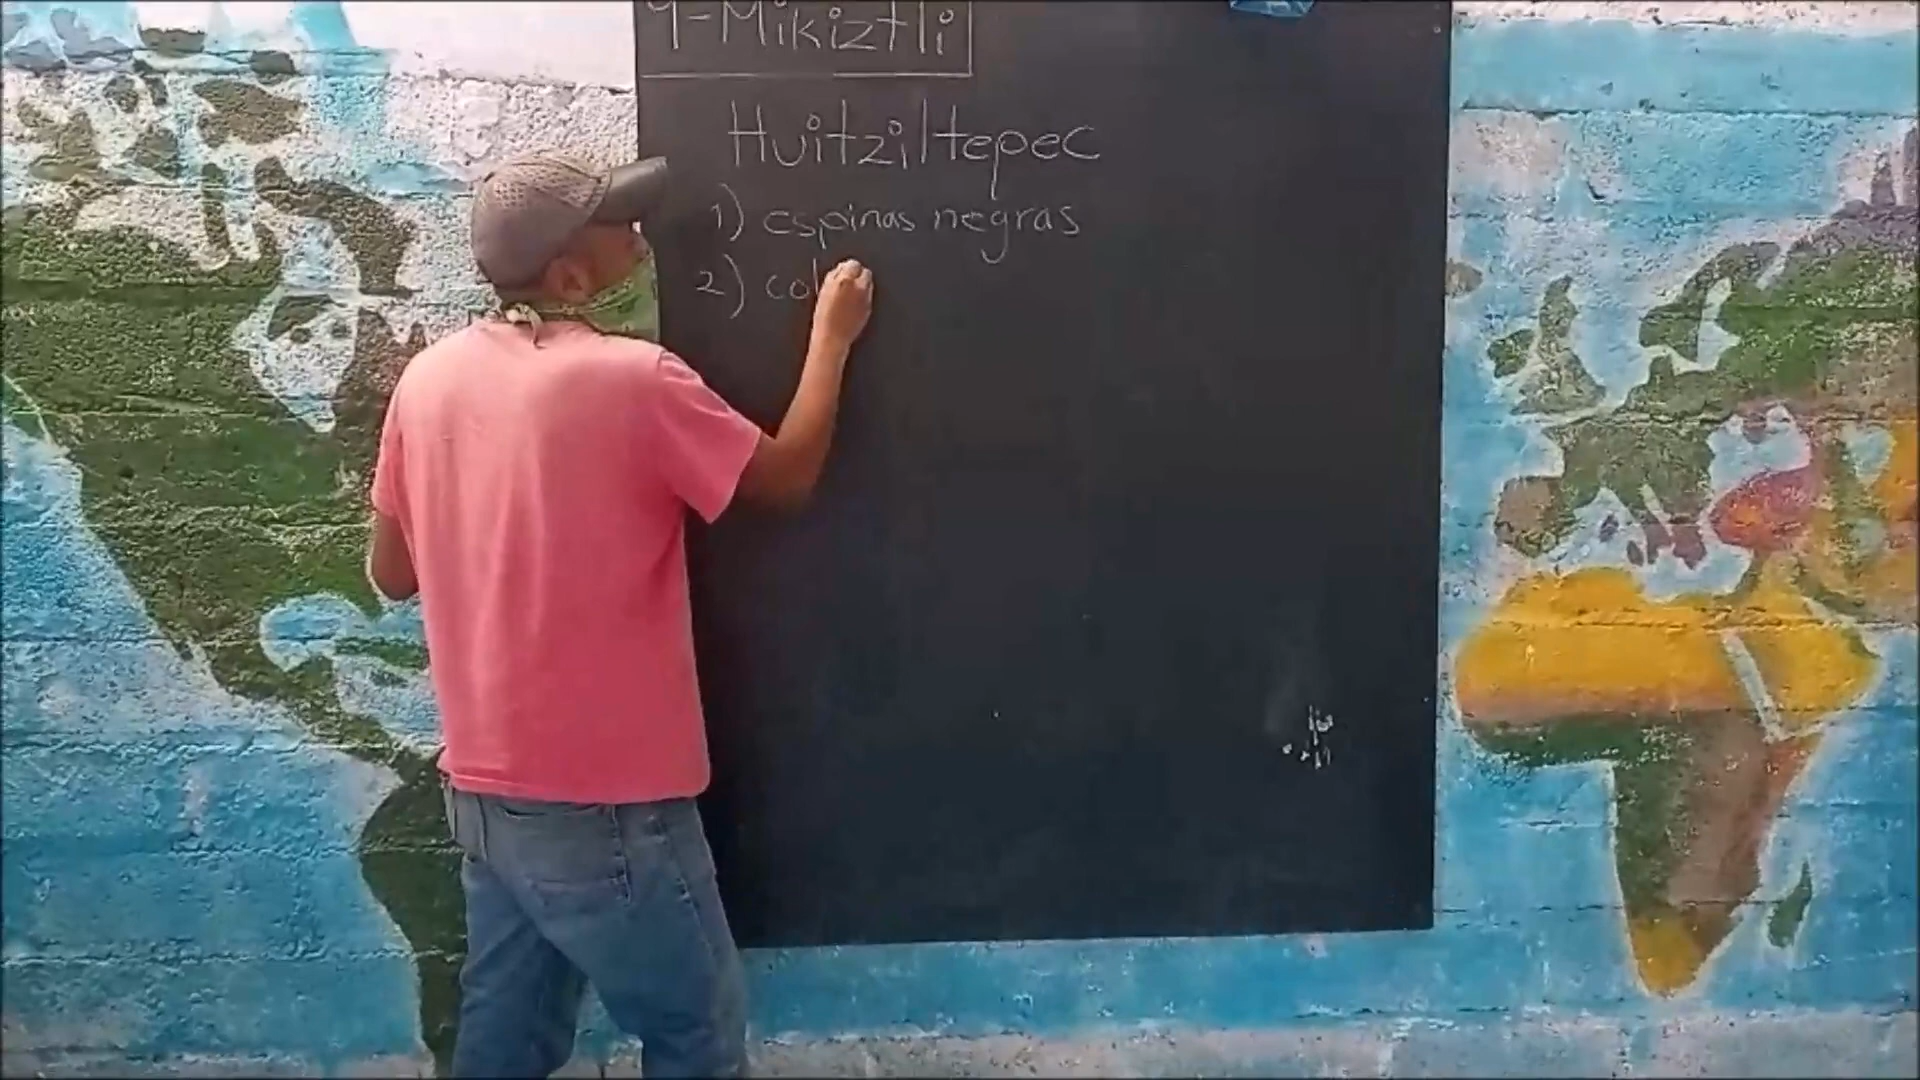 9-Mikiztli
Huitziltepec
1) espinas negras
2) col